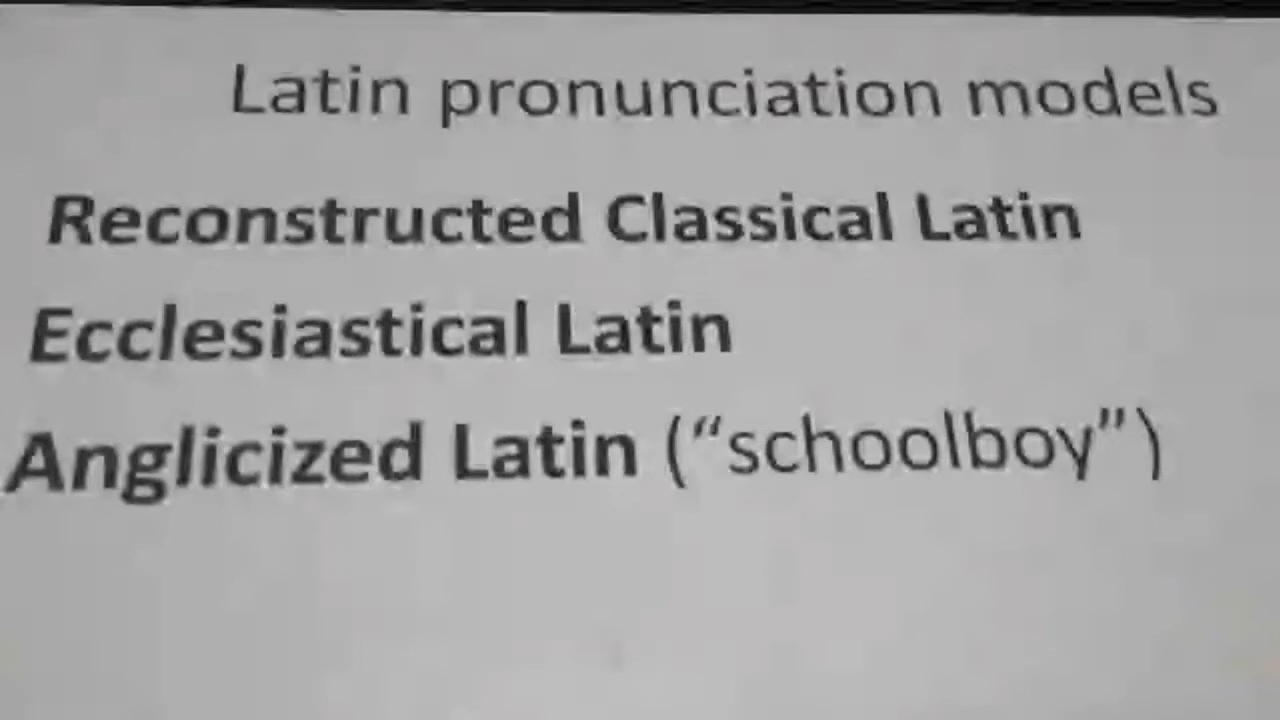 Latin pronunciation models
Reconstructed Classical Latin
Ecclesiastical Latin
Anglicized Latin (“schoolboy”)